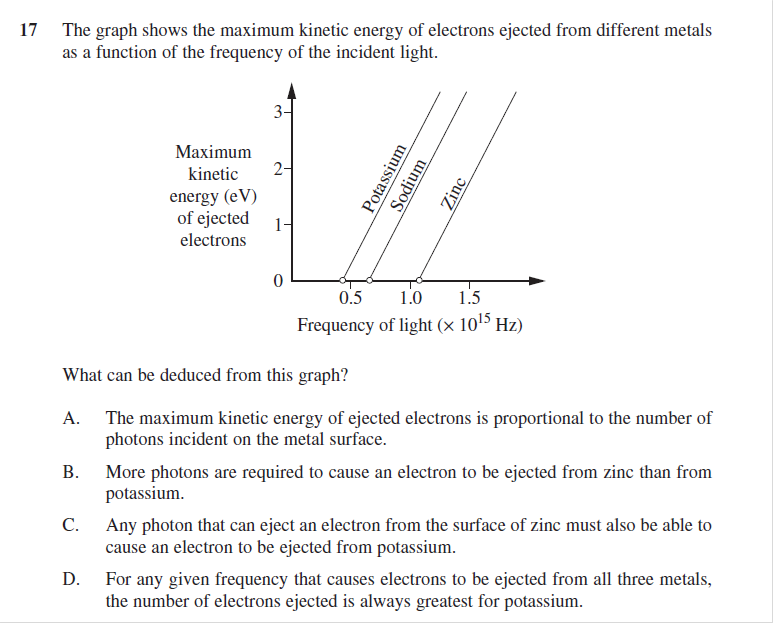 17 The graph shows the maximum kinetic energy of electrons ejected from different metals
as a function of the frequency of the incident light.
3
Maximum
kinetic
energy (eV)
of ejected
electrons
2
1
0
Potassium
Sodium
Zinc
0.5 1.0 1.5
Frequency of light (× 10¹⁵ Hz)
What can be deduced from this graph?
A. The maximum kinetic energy of ejected electrons is proportional to the number of
photons incident on the metal surface.
B. More photons are required to cause an electron to be ejected from zinc than from
potassium.
C. Any photon that can eject an electron from the surface of zinc must also be able to
cause an electron to be ejected from potassium.
D. For any given frequency that causes electrons to be ejected from all three metals,
the number of electrons ejected is always greatest for potassium.